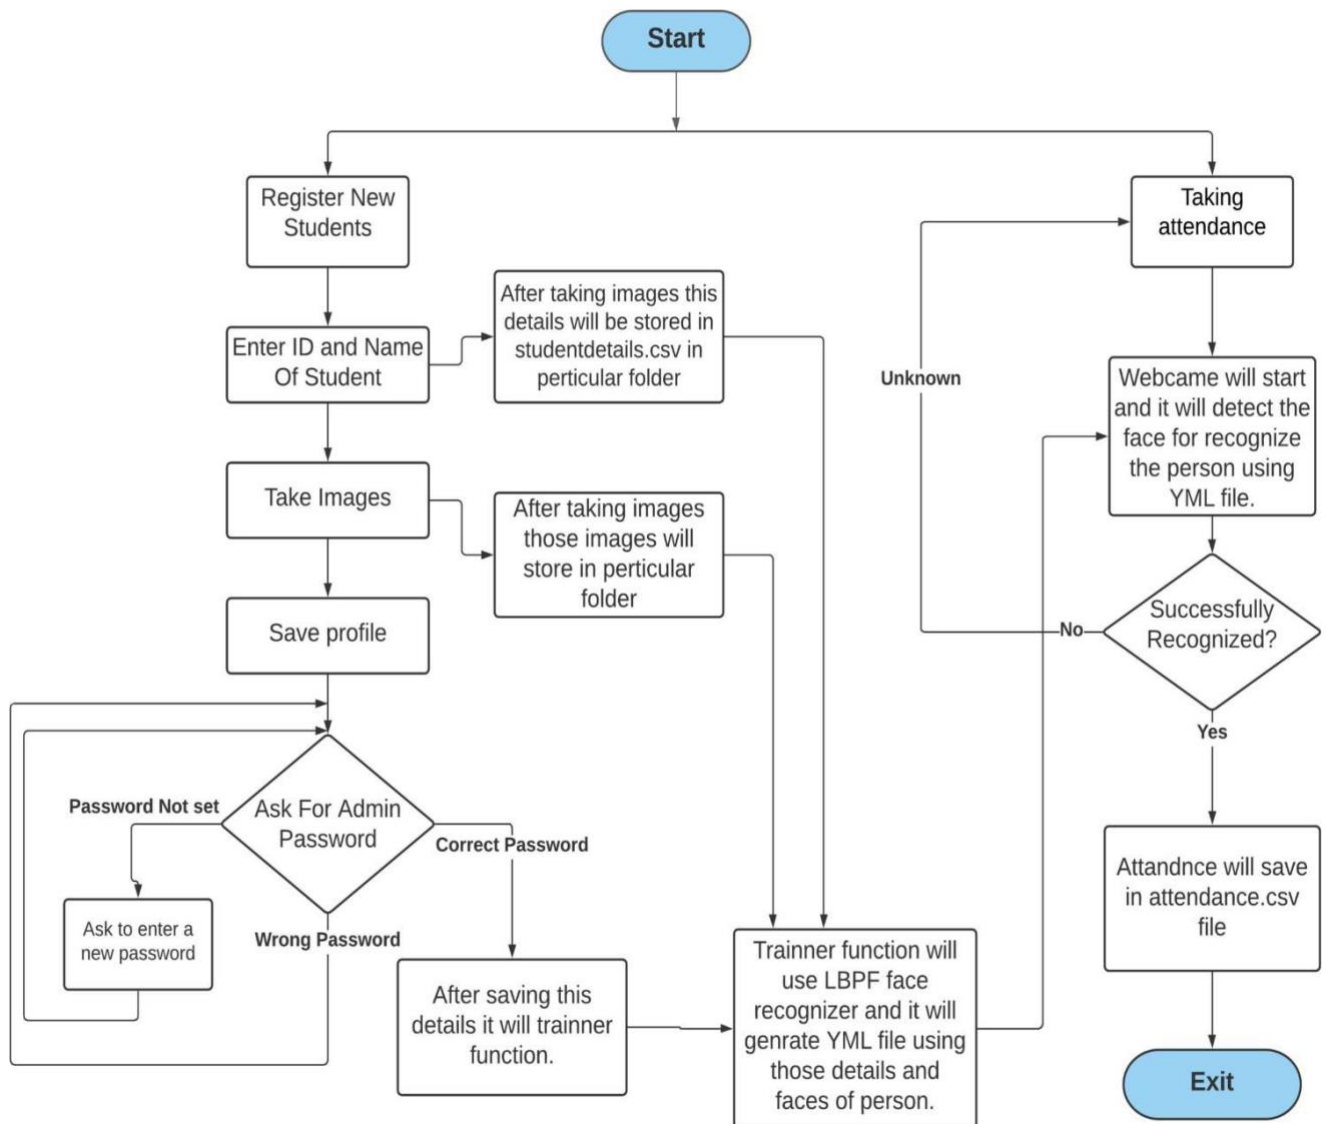 Start
Register New
Students
Taking
attendance
After taking images this
details will be stored in
studentdetails.csv in
perticular folder
Enter ID and Name
Of Student
Unknown
Webcame will start
and it will detect the
face for recognize
the person using
YML file.
Take Images
After taking images
those images will
store in perticular
folder
Save profile
No
Successfully
Recognized?
Yes
Password Not set
Ask For Admin
Password
Correct Password
Attandnce will save
in attendance.csv
file
Ask to enter a
new password
Wrong Password
After saving this
details it will trainner
function.
Trainner function will
use LBPF face
recognizer and it will
genrate YML file using
those details and
faces of person.
Exit